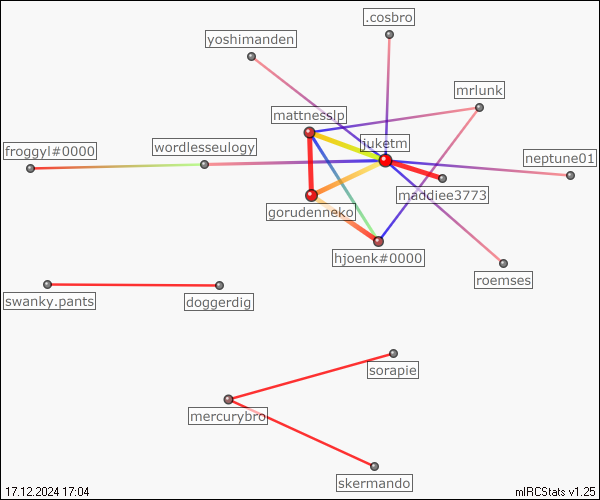 .cosbro
yoshimanden
mrlunk
mattnesslp
juketm
froggyl#0000
wordlesseulogy
neptune01
maddiee3773
gorudenneko
hjoenk#0000
roemses
swanky.pants
doggerdig
sorapie
mercurybro
skermando
17.12.2024 17:04
mIRCStats v1.25